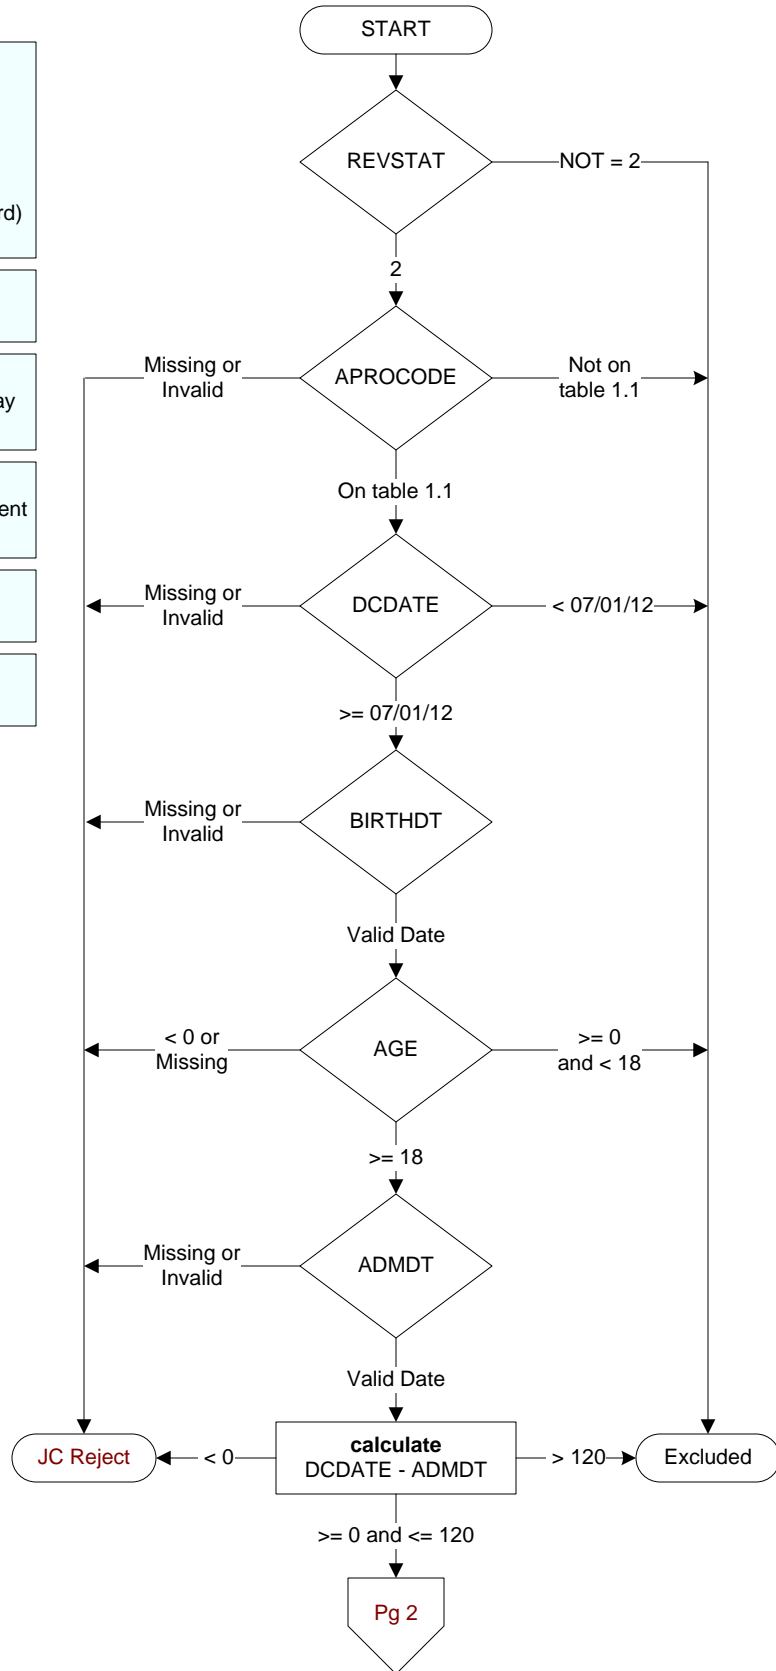 START
REVSTAT
NOT = 2
rd)
2
Missing or
Invalid
APROCODE
Not on
table 1.1
ay
On table 1.1
ent
Missing or
Invalid
DCDATE
< 07/01/12
>= 07/01/12
Missing or
Invalid
BIRTHDT
Valid Date
< 0 or
Missing
AGE
>= 0
and < 18
>= 18
Missing or
Invalid
ADMDT
Valid Date
JC Reject
< 0
calculate
DCDATE - ADMDT
> 120
Excluded
>= 0 and <= 120
Pg 2